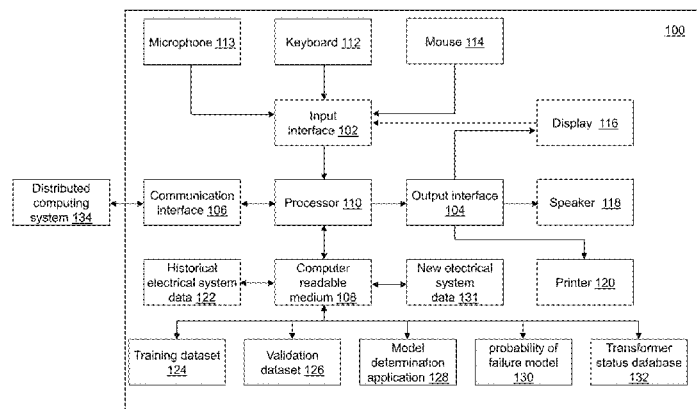 100
Microphone 113
Keyboard 112
Mouse 114
Input
Interface 102
Display
116
Distributed
computing
system 134
Communication
Interface 106
Processor
110
Output interface
104
Speaker 118
Historical
electrical system
data 122
Computer
readable
medium 108
New electrical
system data 131
Printer 120
Training dataset
124
Validation
dataset 126
Model
determination
application 128
probability of
failure model
130
Transformer
status database
132